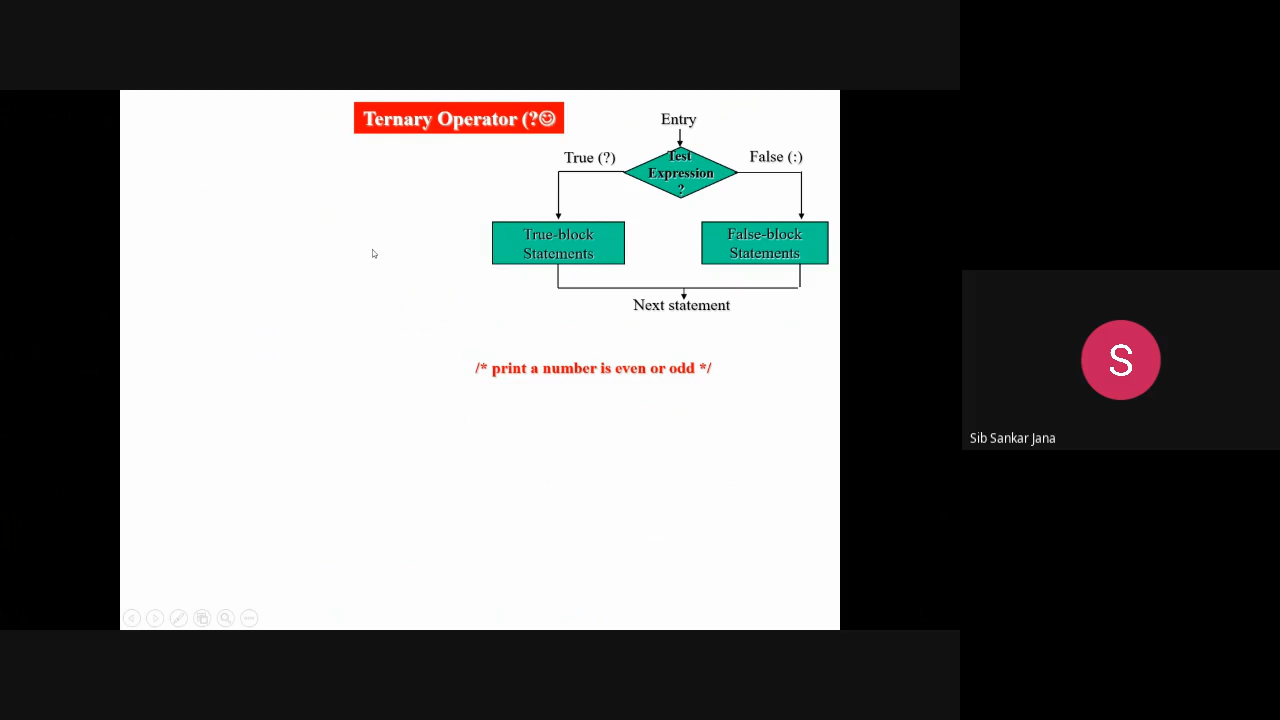 Ternary Operator (?☺
Entry
True (?)
Test
Expression
?
False (:)
True-block
Statements
False-block
Statements
Next statement
/* print a number is even or odd */
S
Sib Sankar Jana